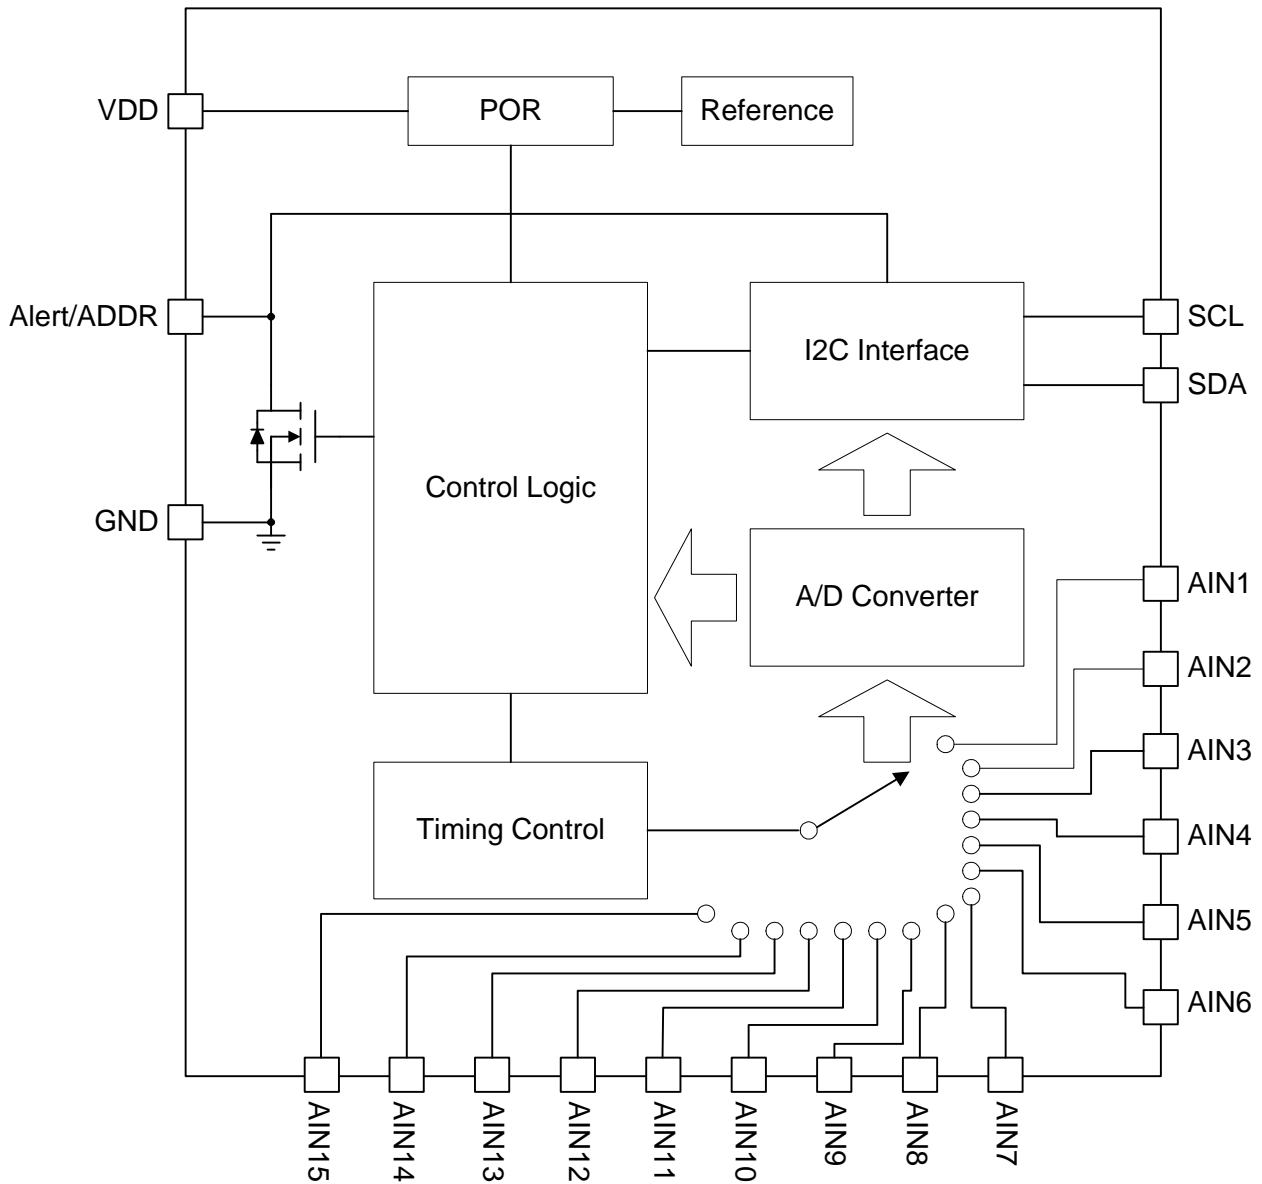 VDD
POR
Reference
Alert/ADDR
I2C Interface
SCL
SDA
Control Logic
GND
A/D Converter
AIN1
AIN2
AIN3
Timing Control
AIN4
AIN5
AIN6
AIN15
AIN14
AIN13
AIN12
AIN11
AIN10
AIN9
AIN8
AIN7